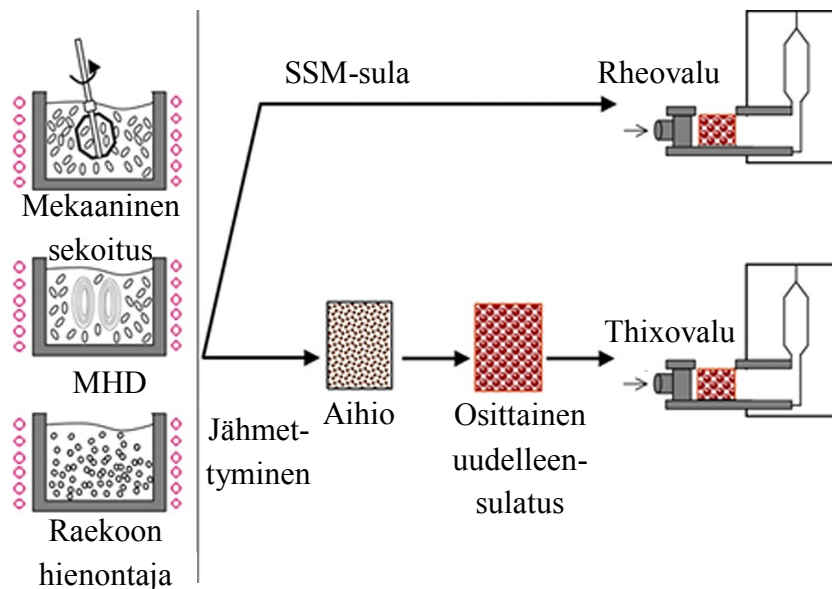 SSM-sula
Rheovalu
Mekaaninen
sekoitus
MHD
Raekoon
hienontaja
Jähmet-
tyminen
Aihio
Osittainen
uudelleen-
sulatus
Thixovalu